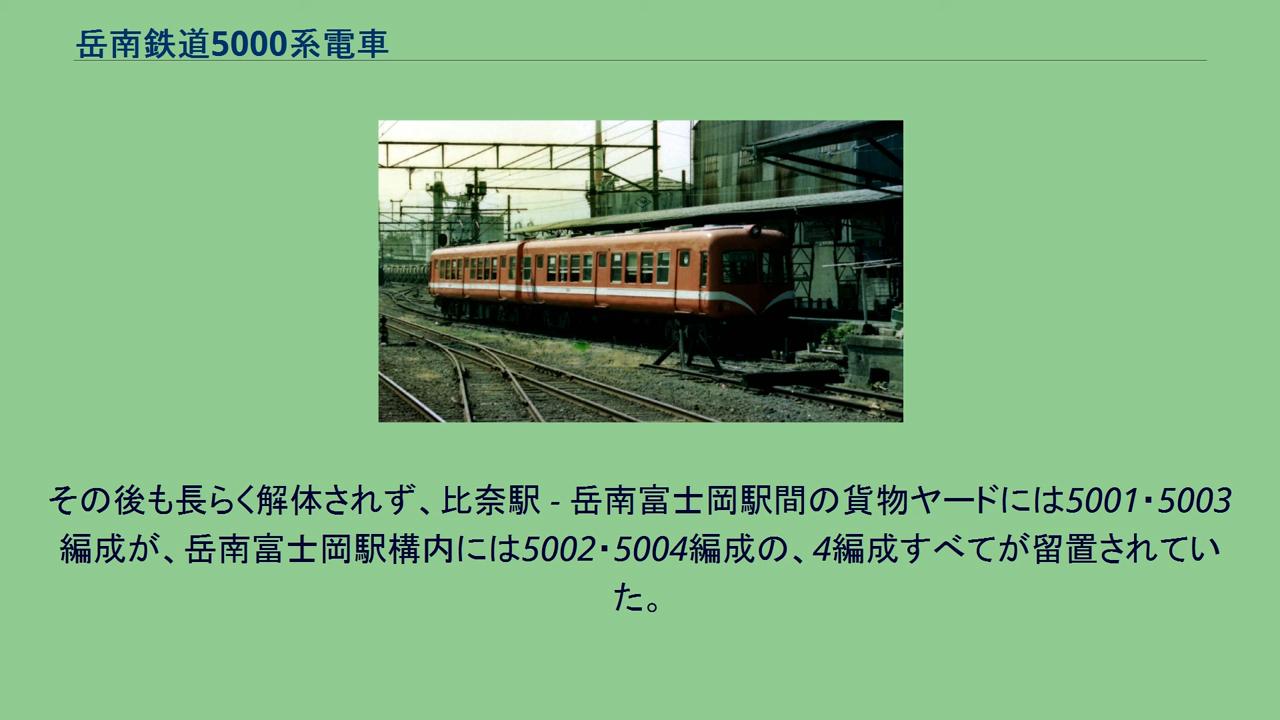 岳南鉄道5000系電車
その後も長らく解体されず、比奈駅 - 岳南富士岡駅間の貨物ヤードには5001・5003
編成が、岳南富士岡駅構内には5002・5004編成の、4編成すべてが留置されてい
た。